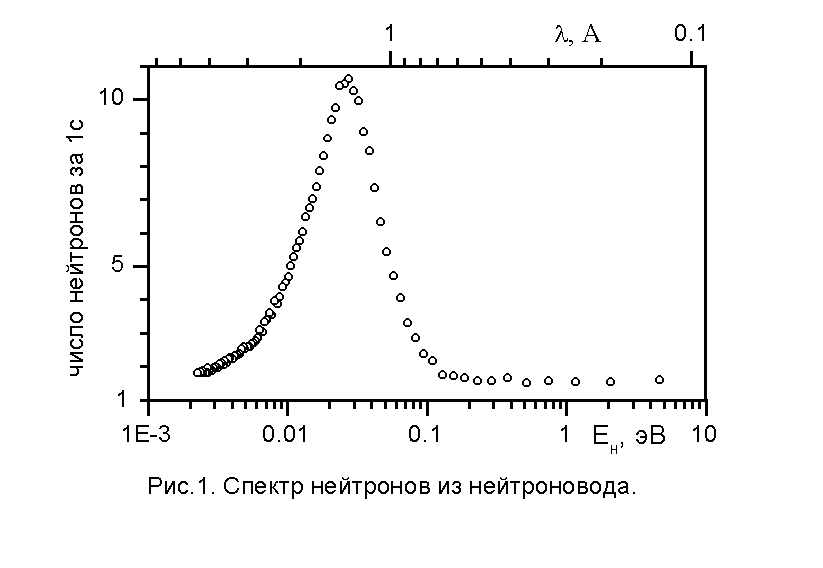 1 λ, А 0.1
10
число нейтронов за 1с
5
1
1E-3 0.01 0.1 1 Eн, эВ 10
Рис.1. Спектр нейтронов из нейтроновода.